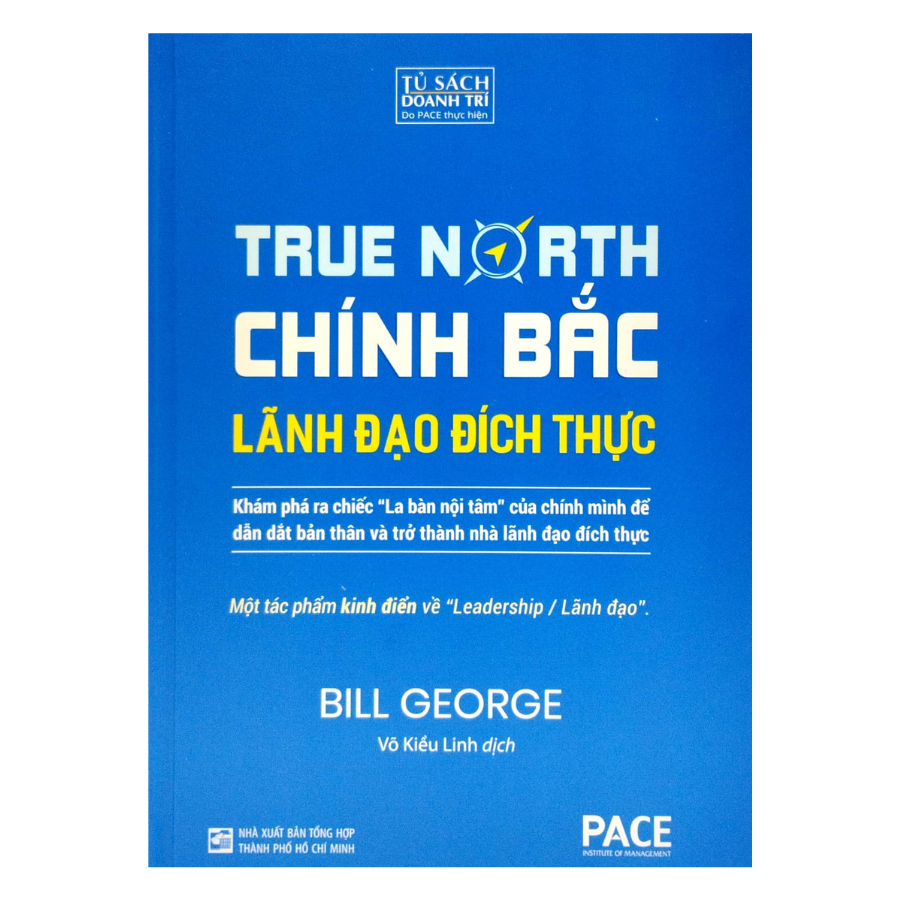 TỦ SÁCH
DOANH TRÍ
Do PACE thực hiện
TRUE NORTH
CHÍNH BẮC
LÃNH ĐẠO ĐÍCH THỰC
Khám phá ra chiếc “La bàn nội tâm” của chính mình để
dẫn dắt bản thân và trở thành nhà lãnh đạo đích thực
Một tác phẩm kinh điển về “Leadership / Lãnh đạo”.
BILL GEORGE
Võ Kiều Linh dịch
NHÀ XUẤT BẢN TỔNG HỢP
THÀNH PHỐ HỒ CHÍ MINH
PACE
INSTITUTE OF MANAGEMENT